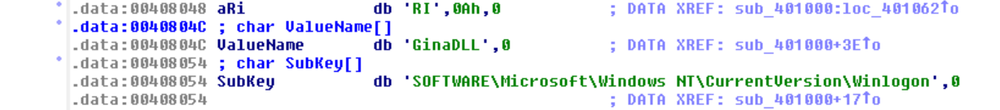 .data:00408048 aRi db 'RI',0Ah,0 ; DATA XREF: sub_401000:loc_401062↑o
.data:0040804C ; char ValueName[]
.data:0040804C ValueName db 'GinaDLL',0 ; DATA XREF: sub_401000+3E↑o
.data:00408054 ; char SubKey[]
.data:00408054 SubKey db 'SOFTWARE\Microsoft\Windows NT\CurrentVersion\Winlogon',0
.data:00408054 ; DATA XREF: sub_401000+17↑o